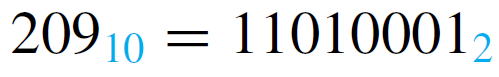 209₁₀ = 11010001₂